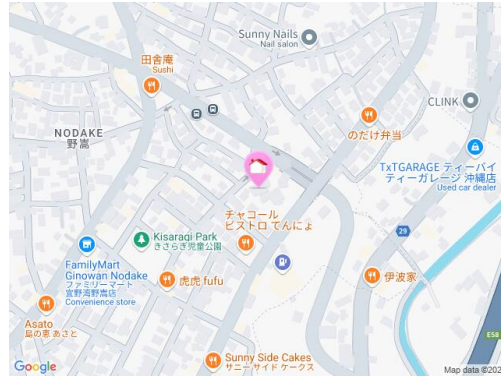 Sunny Nails
Nail salon
田舎庵
Sushi
CLINK
NODAKE
野嵩
のだけ弁当
TxTGARAGE ティーバイ
ティーガレージ 沖縄店
Used car dealer
チャコール
ビストロ てんにょ
Kisaragi Park
きさらぎ児童公園
29
FamilyMart
Ginowan Nodake
ファミリーマート
宜野湾野嵩店
Convenience store
虎虎 fufu
伊波家
Asato
島の恵 あさと
E58
Sunny Side Cakes
サニー サイド ケークス
Google
Map data ©202